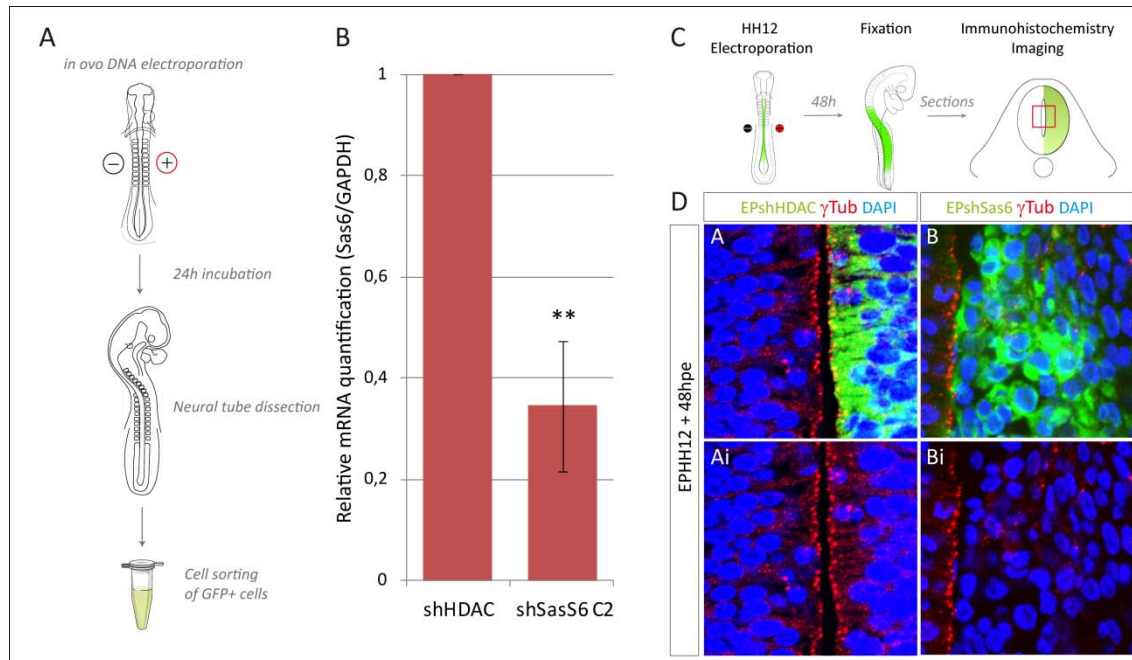 A
in ovo DNA electroporation
−
+
24h incubation
Neural tube dissection
Cell sorting
of GFP+ cells
B
Relative mRNA quantification (Sas6/GAPDH)
1
0,8
0,6
0,4
0,2
0
**
shHDAC
shSasS6 C2
C
HH12
Electroporation
Fixation
Immunohistochemistry
Imaging
48h
Sections
−
+
D
EPshHDAC γTub DAPI
EPshSas6 γTub DAPI
EPHH12 + 48hpe
A
B
Ai
Bi